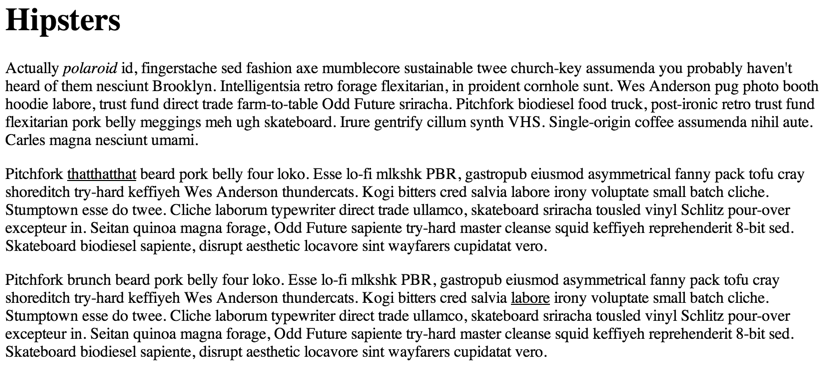 Hipsters
Actually polaroid id, fingerstache sed fashion axe mumblecore sustainable twee church-key assumenda you probably haven't
heard of them nesciunt Brooklyn. Intelligentsia retro forage flexitarian, in proident cornhole sunt. Wes Anderson pug photo booth
hoodie labore, trust fund direct trade farm-to-table Odd Future sriracha. Pitchfork biodiesel food truck, post-ironic retro trust fund
flexitarian pork belly meggings meh ugh skateboard. Irure gentrify cillum synth VHS. Single-origin coffee assumenda nihil aute.
Carles magna nesciunt umami.
Pitchfork thatthatthat beard pork belly four loko. Esse lo-fi mlkshk PBR, gastropub eiusmod asymmetrical fanny pack tofu cray
shoreditch try-hard keffiyeh Wes Anderson thundercats. Kogi bitters cred salvia labore irony voluptate small batch cliche.
Stumptown esse do twee. Cliche laborum typewriter direct trade ullamco, skateboard sriracha tousled vinyl Schlitz pour-over
excepteur in. Seitan quinoa magna forage, Odd Future sapiente try-hard master cleanse squid keffiyeh reprehenderit 8-bit sed.
Skateboard biodiesel sapiente, disrupt aesthetic locavore sint wayfarers cupidatat vero.
Pitchfork brunch beard pork belly four loko. Esse lo-fi mlkshk PBR, gastropub eiusmod asymmetrical fanny pack tofu cray
shoreditch try-hard keffiyeh Wes Anderson thundercats. Kogi bitters cred salvia labore irony voluptate small batch cliche.
Stumptown esse do twee. Cliche laborum typewriter direct trade ullamco, skateboard sriracha tousled vinyl Schlitz pour-over
excepteur in. Seitan quinoa magna forage, Odd Future sapiente try-hard master cleanse squid keffiyeh reprehenderit 8-bit sed.
Skateboard biodiesel sapiente, disrupt aesthetic locavore sint wayfarers cupidatat vero.